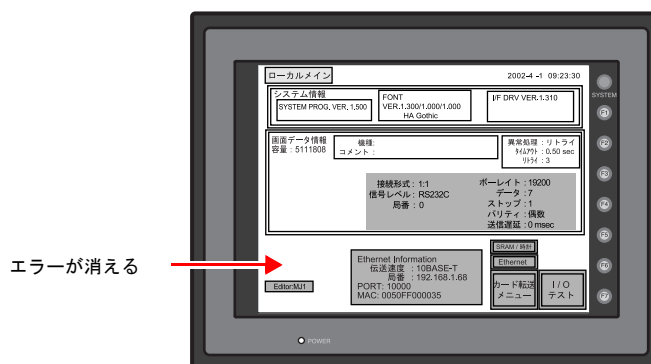 ローカルメイン
2002-4 -1 09:23:30
システム情報
SYSTEM PROG. VER. 1.500
FONT
VER.1.300/1.000/1.000
HA Gothic
I/F DRV VER.1.310
SYSTEM
F1
画面データ情報
容量 : 5111808
機種:
コメント :
異常処理 : リトライ
タイムアウト : 0.50 sec
リトライ : 3
F2
F3
接続形式 : 1:1
信号レベル : RS232C
局番 : 0
ボーレイト : 19200
データ : 7
ストップ : 1
パリティ : 偶数
送信遅延 : 0 msec
F4
F5
エラーが消える
Ethernet Information
伝送速度 : 10BASE-T
局番 : 192.168.1.68
PORT: 10000
MAC: 0050FF000035
SRAM / 時計
Ethernet
F6
Editor:MJ1
カード転送
メニュー
I / O
テスト
F7
POWER